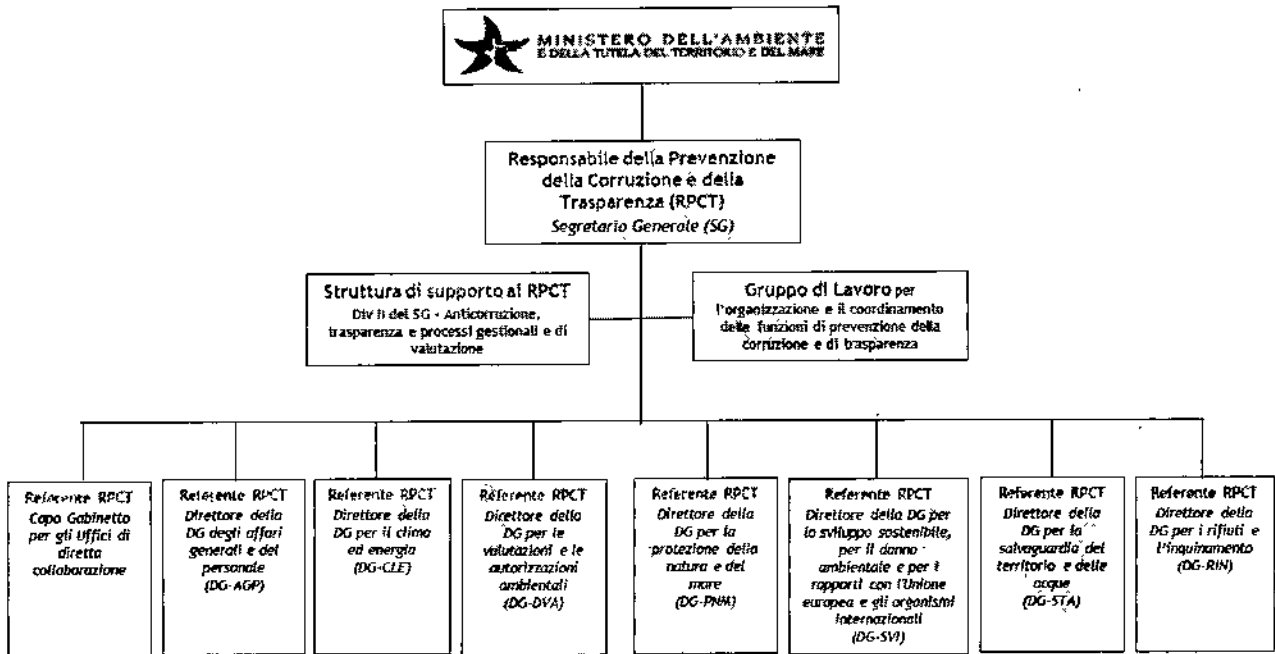 MINISTERO DELL'AMBIENTE
E DELLA TUTELA DEL TERRITORIO E DEL MARE
Responsabile della Prevenzione
della Corruzione e della
Trasparenza (RPCT)
Segretario Generale (SG)
Struttura di supporto al RPCT
Div II del SG - Anticorruzione,
trasparenza e processi gestionali e di
valutazione
Gruppo di Lavoro per
l'organizzazione e il coordinamento
delle funzioni di prevenzione della
corruzione e di trasparenza
Referente RPCT
Capo Gabinetto
per gli Uffici di
diretta
collaborazione
Referente RPCT
Direttore della
DG degli affari
generali e del
personale
(DG-AGP)
Referente RPCT
Direttore della
DG per il clima
ed energia
(DG-CLE)
Referente RPCT
Direttore della
DG per le
valutazioni e le
autorizzazioni
ambientali
(DG-DVA)
Referente RPCT
Direttore della
DG per la
protezione della
natura e del
mare
(DG-PNM)
Referente RPCT
Direttore della DG per
lo sviluppo sostenibile,
per il danno
ambientale e per i
rapporti con l'Unione
europea e gli organismi
internazionali
(DG-SVI)
Referente RPCT
Direttore della
DG per la
salvaguardia del
territorio e delle
acque
(DG-STA)
Referente RPCT
Direttore della
DG per i rifiuti e
l'inquinamento
(DG-RIN)